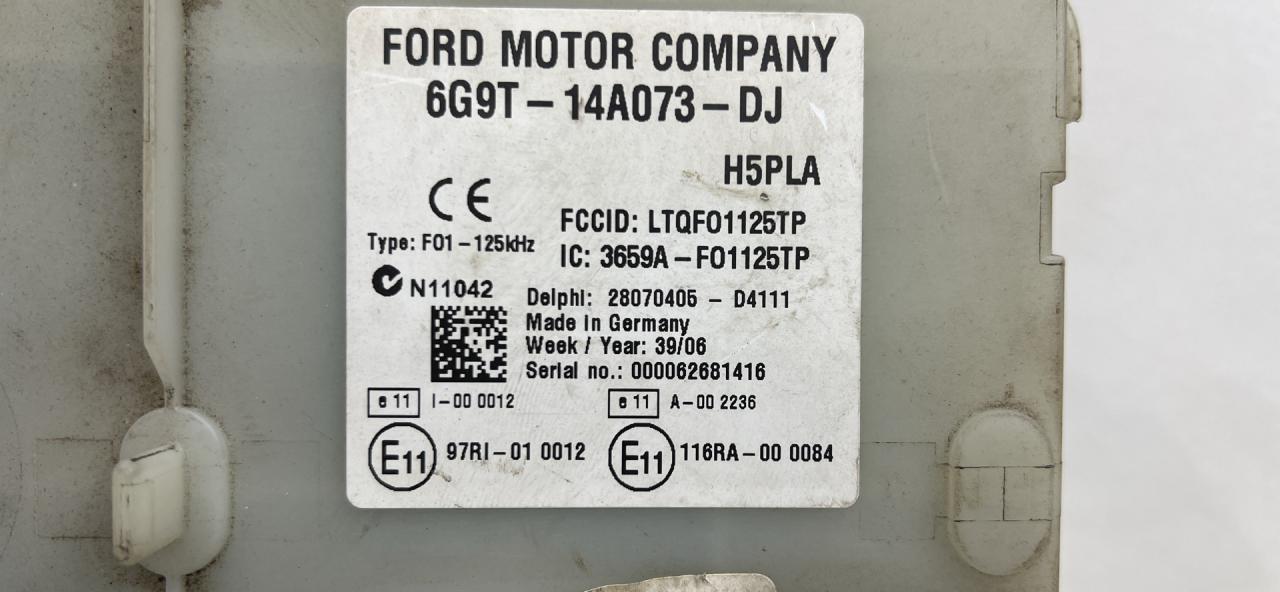 FORD MOTOR COMPANY
6G9T-14A073-DJ
H5PLA
CE
FCCID: LTQFO1125TP
Type: FO1-125kHz
IC: 3659A-FO1125TP
N11042
Delphi: 28070405 - D4111
Made in Germany
Week / Year: 39/06
Serial no.: 000062681416
e 11 I-00 0012
e 11 A-00 2236
E11 97RI-01 0012
E11 116RA-00 0084